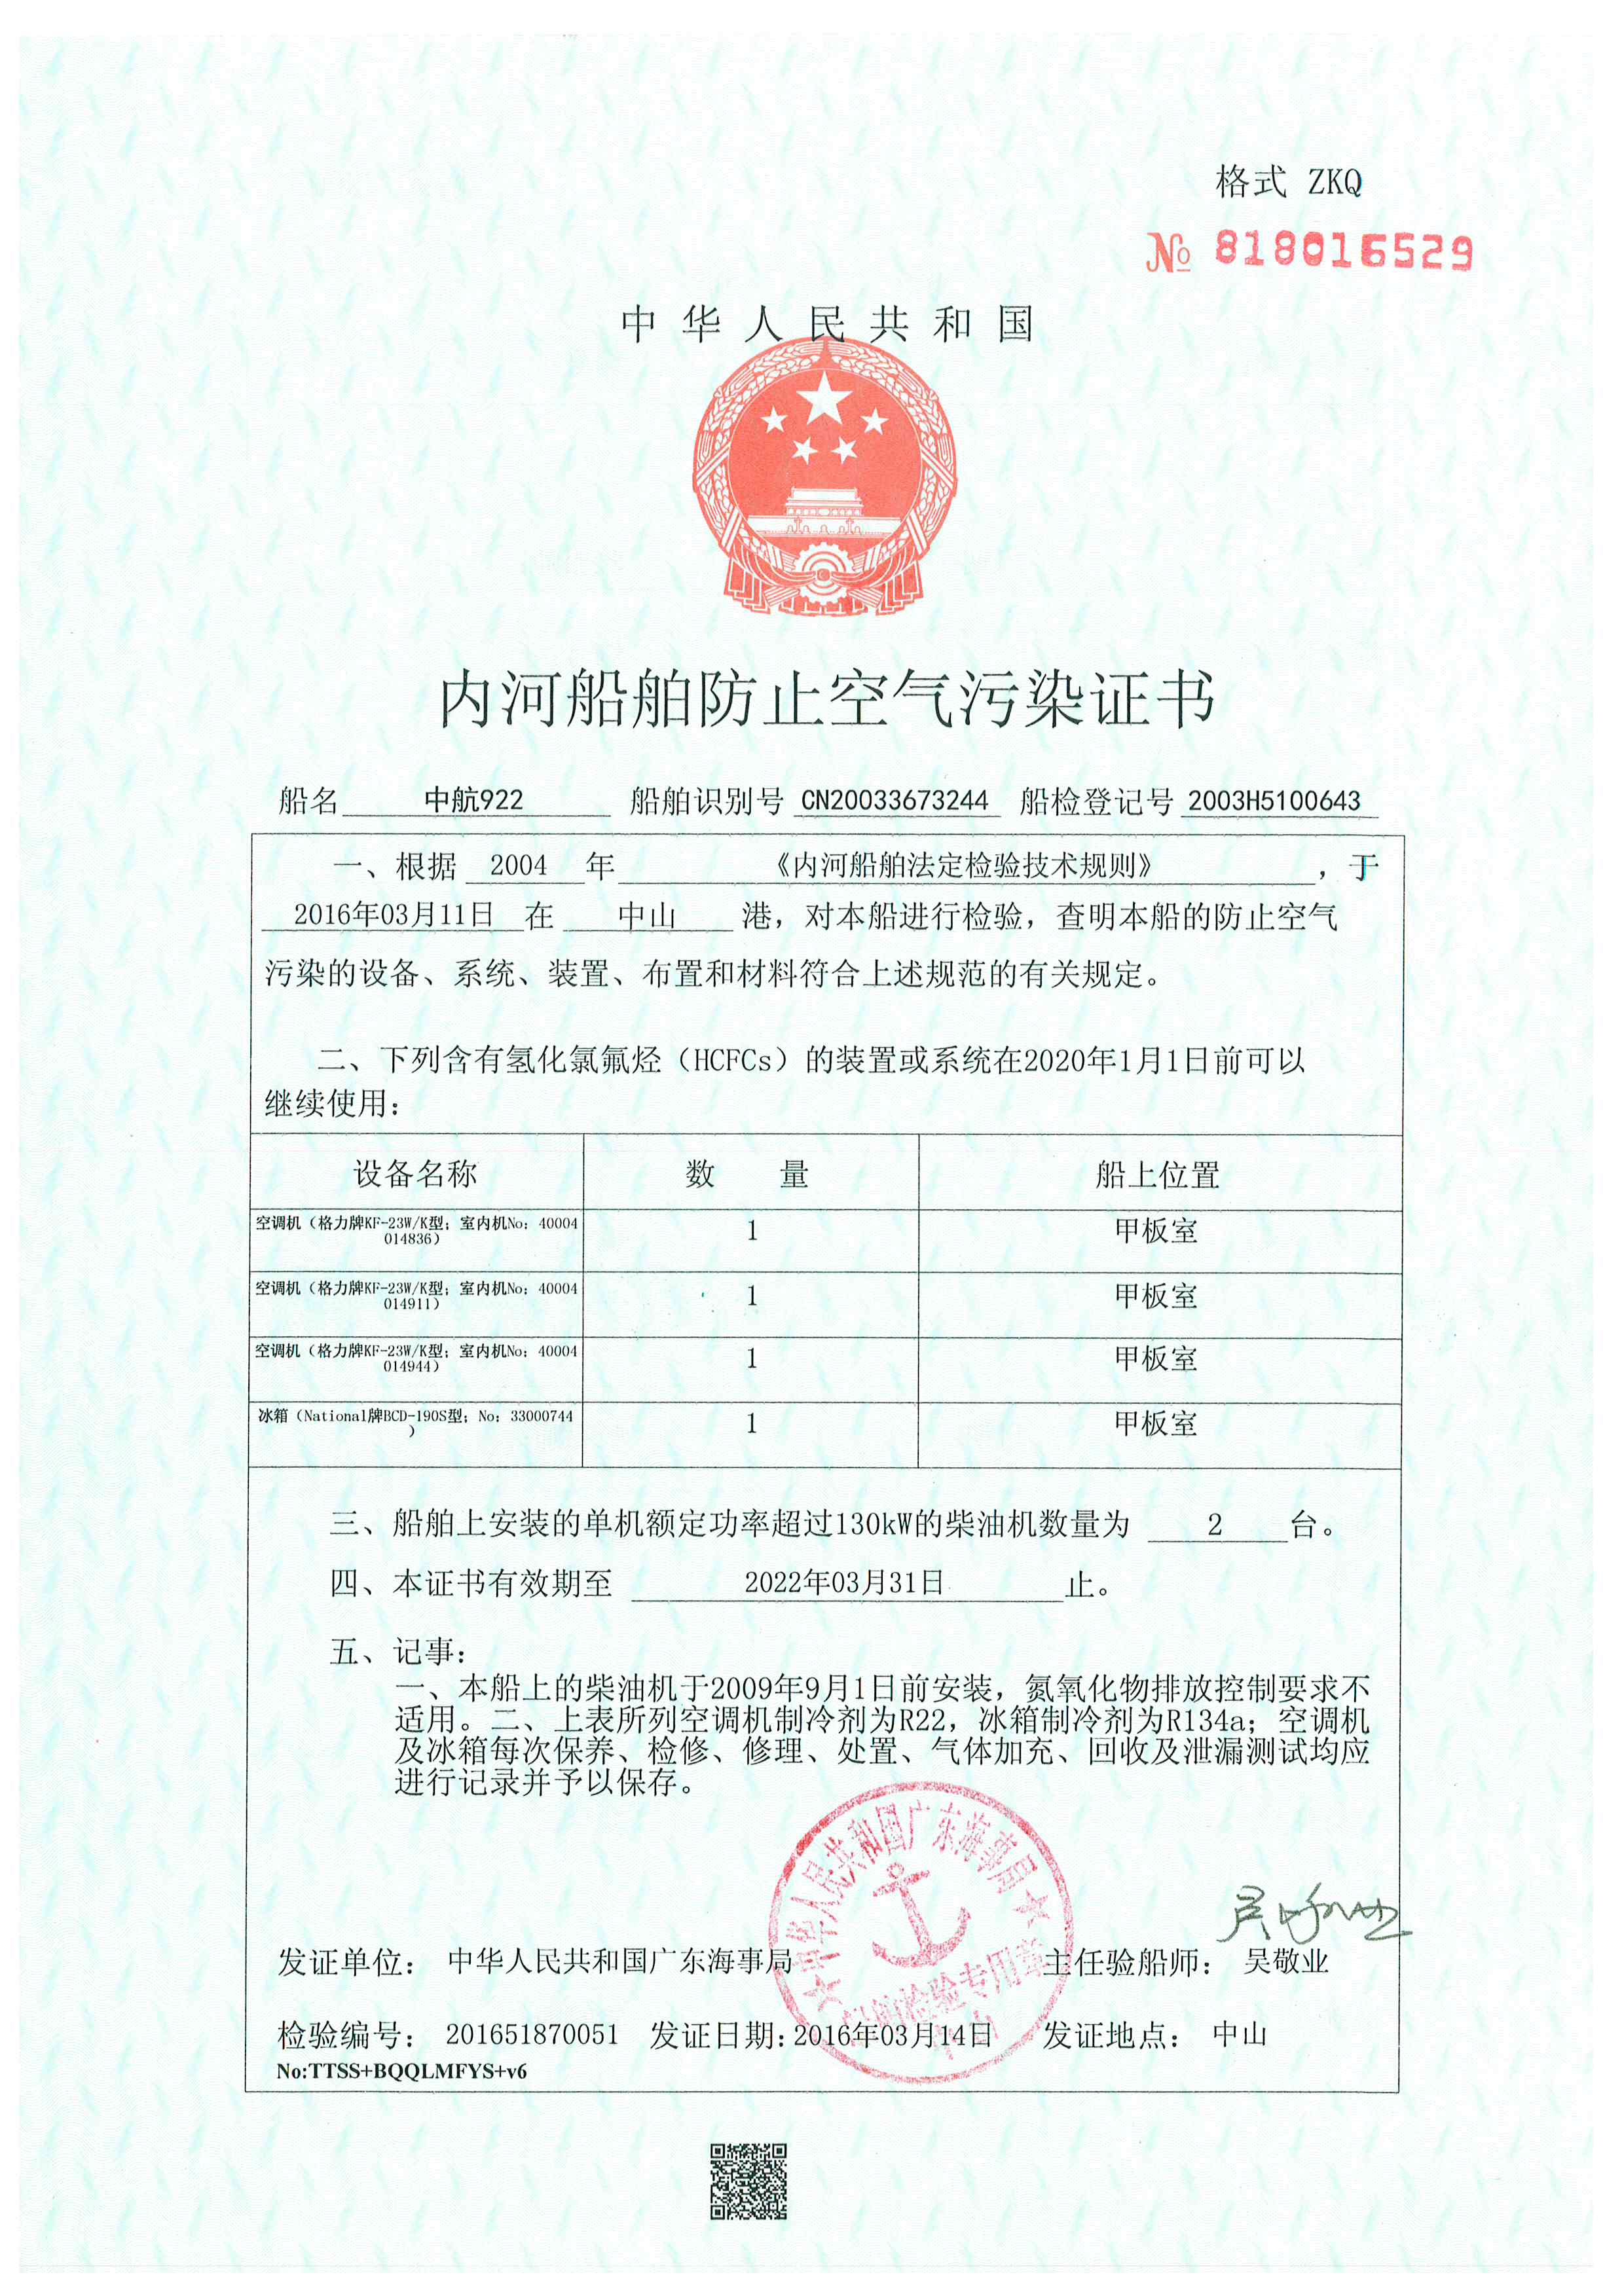 格式 ZKQ
№ 818016529
中华人民共和国
内河船舶防止空气污染证书
船名 中航922 船舶识别号 CN20033673244 船检登记号 2003H5100643
一、根据 2004 年 《内河船舶法定检验技术规则》 ，于
2016年03月11日 在 中山 港，对本船进行检验，查明本船的防止空气
污染的设备、系统、装置、布置和材料符合上述规范的有关规定。
二、下列含有氢化氯氟烃（HCFCs）的装置或系统在2020年1月1日前可以
继续使用：
设备名称 数 量 船上位置
空调机（格力牌KF-23W/K型；室内机No：40004
014836） 1 甲板室
空调机（格力牌KF-23W/K型；室内机No：40004
014911） 1 甲板室
空调机（格力牌KF-23W/K型；室内机No：40004
014944） 1 甲板室
冰箱（National牌BCD-190S型；No：33000744
） 1 甲板室
三、船舶上安装的单机额定功率超过130kW的柴油机数量为 2 台。
四、本证书有效期至 2022年03月31日 止。
五、记事：
一、本船上的柴油机于2009年9月1日前安装，氮氧化物排放控制要求不
适用。二、上表所列空调机制冷剂为R22，冰箱制冷剂为R134a；空调机
及冰箱每次保养、检修、修理、处置、气体加充、回收及泄漏测试均应
进行记录并予以保存。
中华人民共和国广东海事局
船舶检验专用章
中山
发证单位： 中华人民共和国广东海事局 主任验船师： 吴敬业
检验编号： 201651870051 发证日期：2016年03月14日 发证地点： 中山
No:TTSS+BQQLMFYS+v6